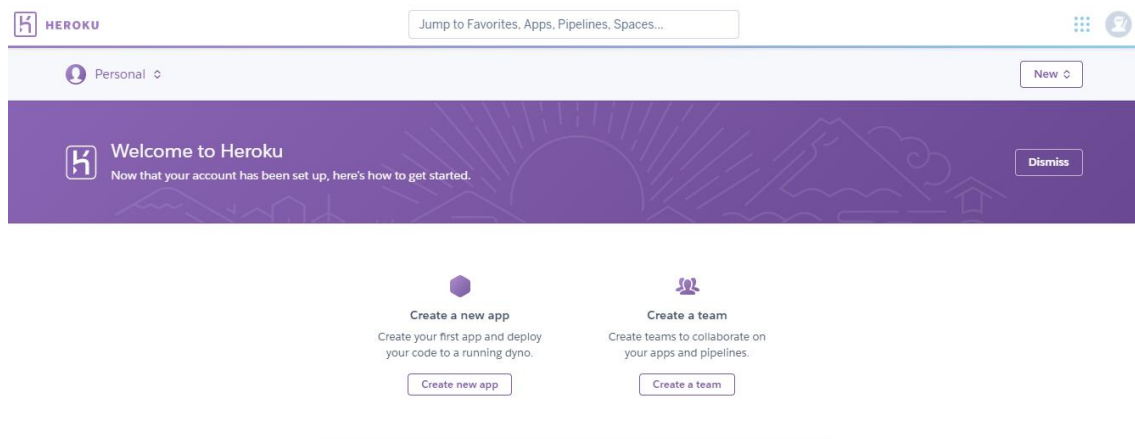 HEROKU
Jump to Favorites, Apps, Pipelines, Spaces...
Personal
New
Welcome to Heroku
Now that your account has been set up, here's how to get started.
Dismiss
Create a new app
Create your first app and deploy
your code to a running dyno.
Create new app
Create a team
Create teams to collaborate on
your apps and pipelines.
Create a team